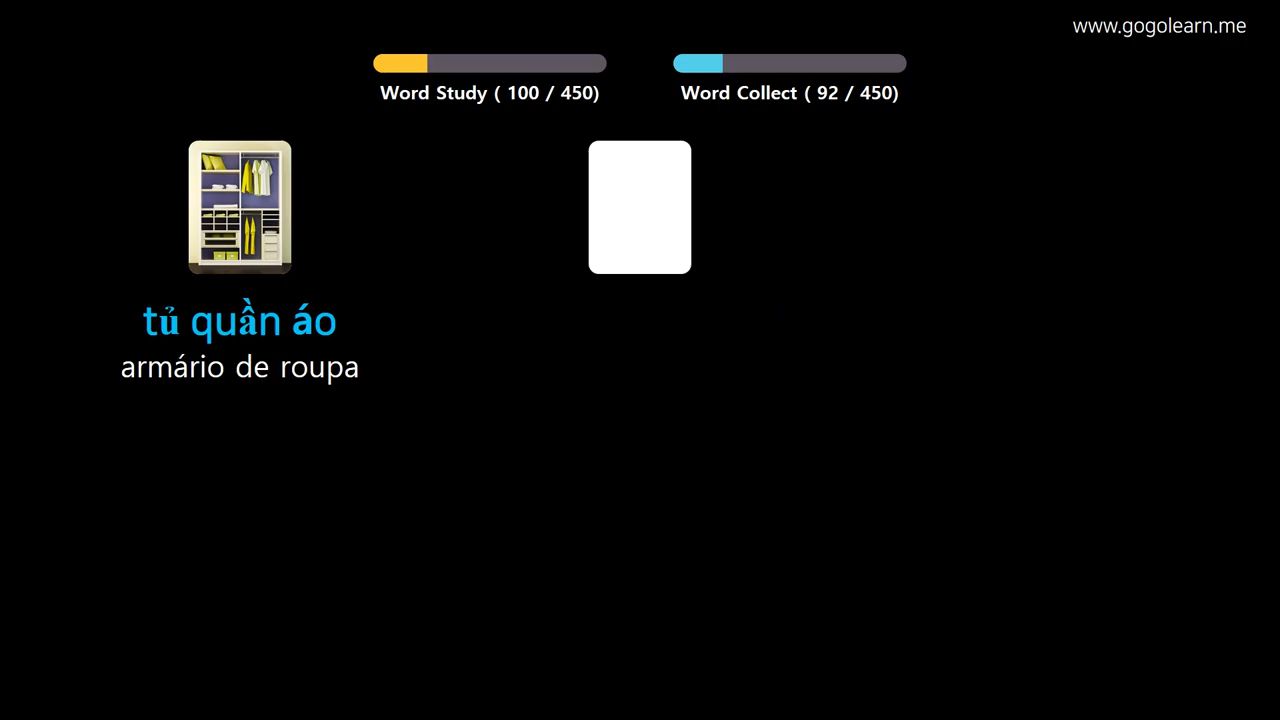 www.gogolearn.me
Word Study ( 100 / 450)
Word Collect ( 92 / 450)
tủ quần áo
armário de roupa